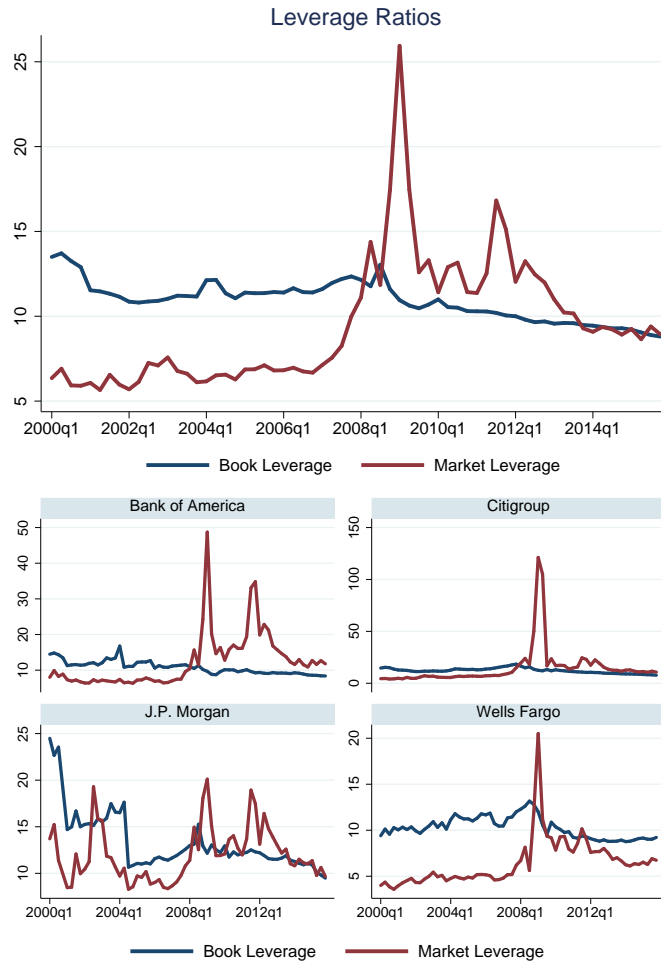 Leverage Ratios
25
20
15
10
5
2000q1 2002q1 2004q1 2006q1 2008q1 2010q1 2012q1 2014q1
Book Leverage Market Leverage
Bank of America
50
40
30
20
10
Citigroup
150
100
50
0
J.P. Morgan
25
20
15
10
2000q1 2004q1 2008q1 2012q1
Wells Fargo
20
15
10
5
2000q1 2004q1 2008q1 2012q1
Book Leverage Market Leverage